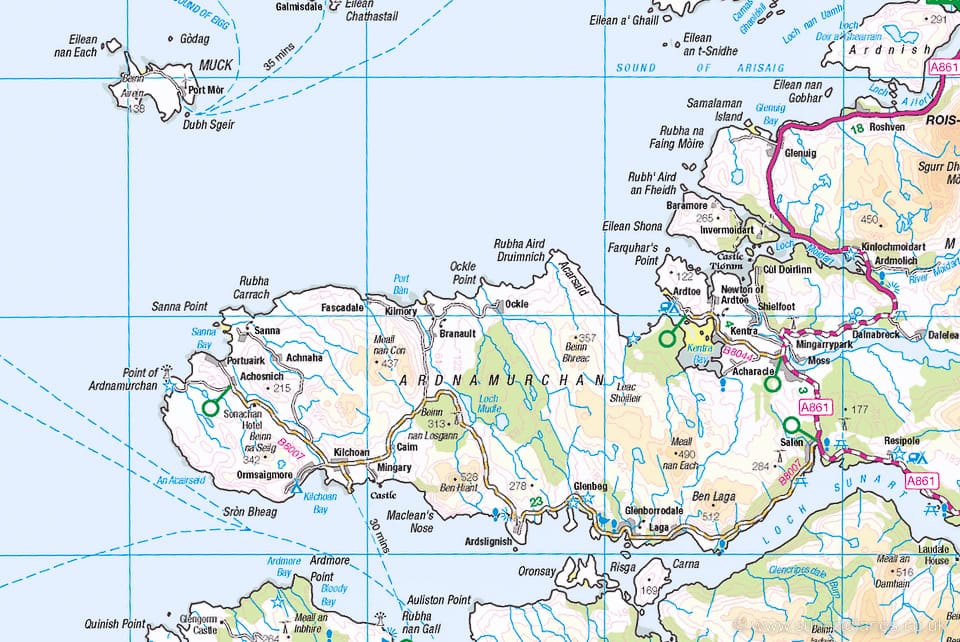 SOUND OF EIGG
Galmisdale
Eilean
Chathastail
Eilean
nan Each
Gòdag
MUCK
35 mins
Beinn
Airein
138
Port Mòr
Dubh Sgeir
Eilean a' Ghaill
Eilean
an t-Snidhe
Loch nan Uamh
Loch
291
Ardnish
A861
SOUND OF ARISAIG
Eilean nan
Gobhar
Loch Ailort
Samalaman
Island
Glenuig
Bay
18
Roshven
ROIS-
Rubha na
Faing Mòire
Glenuig
Sgurr Dh
Mò
Rubh' Aird
an Fheidh
Baramore
265
450
Eilean Shona
Invermoidart
Loch
Moidart
Kinlochmoidart
Ardmolich
M
River Moidart
Farquhar's
Point
Castle
Tioram
Cùl Doirlinn
122
Ardtoe
Newton of
Ardtoe
Shielfoot
Rubha Aird
Druimnich
Acarsaid
Ockle
Point
Port
Bàn
Rubha
Carrach
Sanna Point
Fascadale
Kilmory
Ockle
Kentra
4
Dalnabreck
Dalelea
Mingarrypark
Moss
Sanna
Bay
Sanna
Branault
357
Beinn
Bhreac
Kentra
Bay
B8044
Acharacle
Portuairk
Achnaha
Meall
nan Con
437
Point of
Ardnamurchan
Achosnich
215
ARDNAMURCHAN
Leac
Shoilleir
3
A861
177
Loch
Mudle
Sonachan
Hotel
Beinn
na Seilg
342
B8007
Beinn
313
nan Losgann
Salen
Resipole
Meall
490
nan Each
284
B8007
A861
Kilchoan
Cairn
Mingary
Ormsaigmore
An Acairseid
Kilchoan
Bay
Castle
528
Ben Hiant
278
23
Glenbeg
Ben Laga
512
LOCH SUNART
Sròn Bheag
30 mins
Maclean's
Nose
Glenborrodale
Laga
Ardslignish
Ardmore
Bay
Ardmore
Point
Bloody
Bay
Oronsay
Risga
Carna
169
Glencripesdale Burn
Meall an
Damhain
516
Laudale
House
Auliston Point
Quinish Point
Glengorm
Castle
Meall an
Inbhire
264
Rubha
nan Gall
Beinn